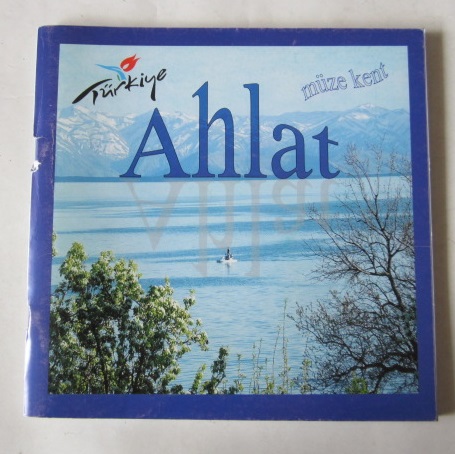 Türkiye
müze kent
Ahlat